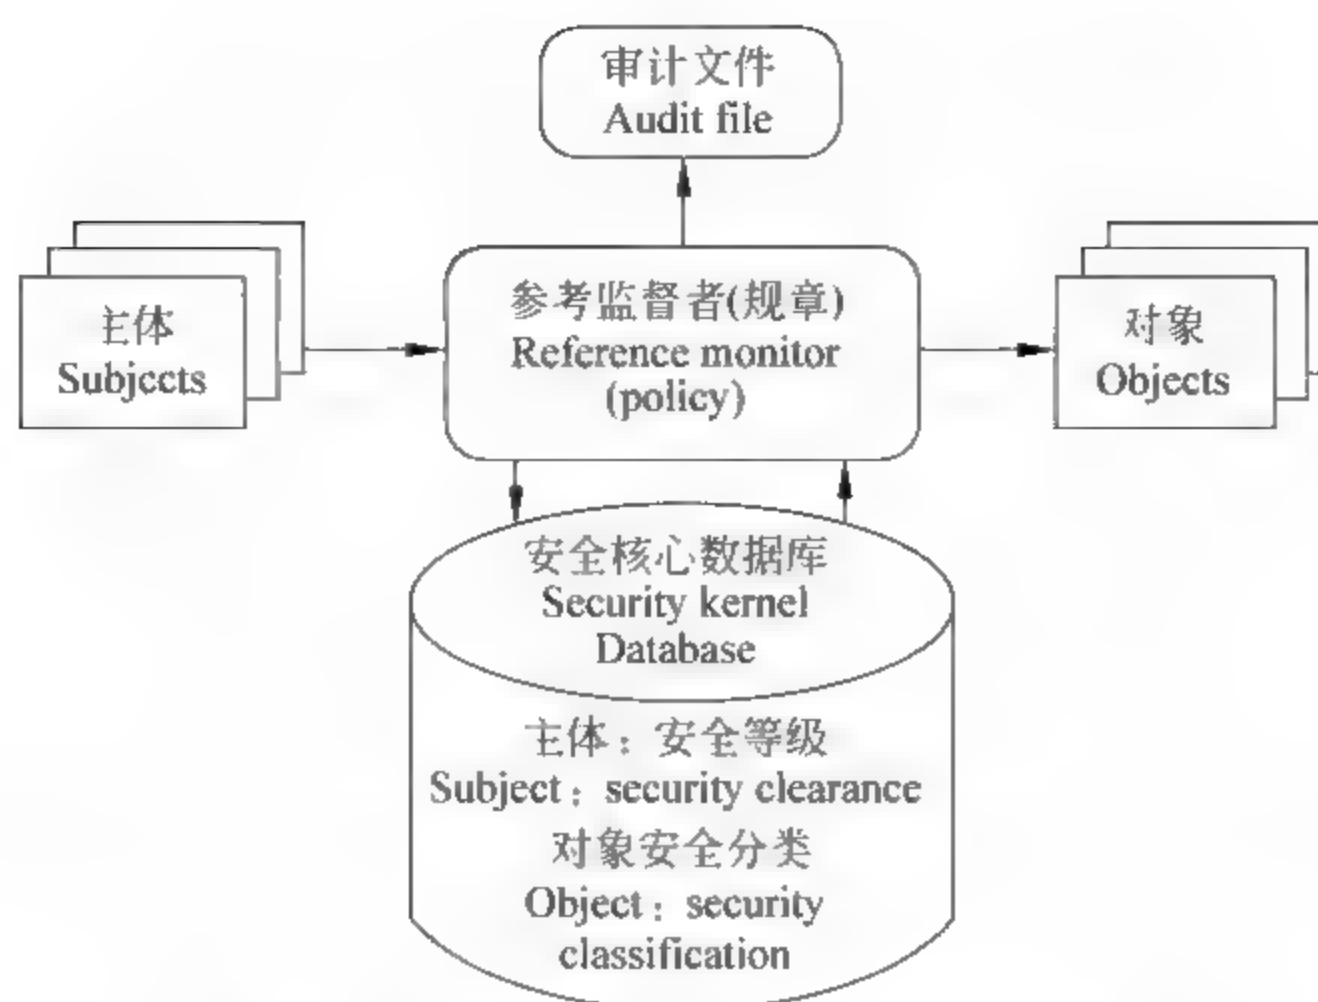 审计文件
Audit file
主体
Subjects
参考监督者(规章)
Reference monitor
(policy)
对象
Objects
安全核心数据库
Security kernel
Database
主体：安全等级
Subject：security clearance
对象安全分类
Object：security
classification